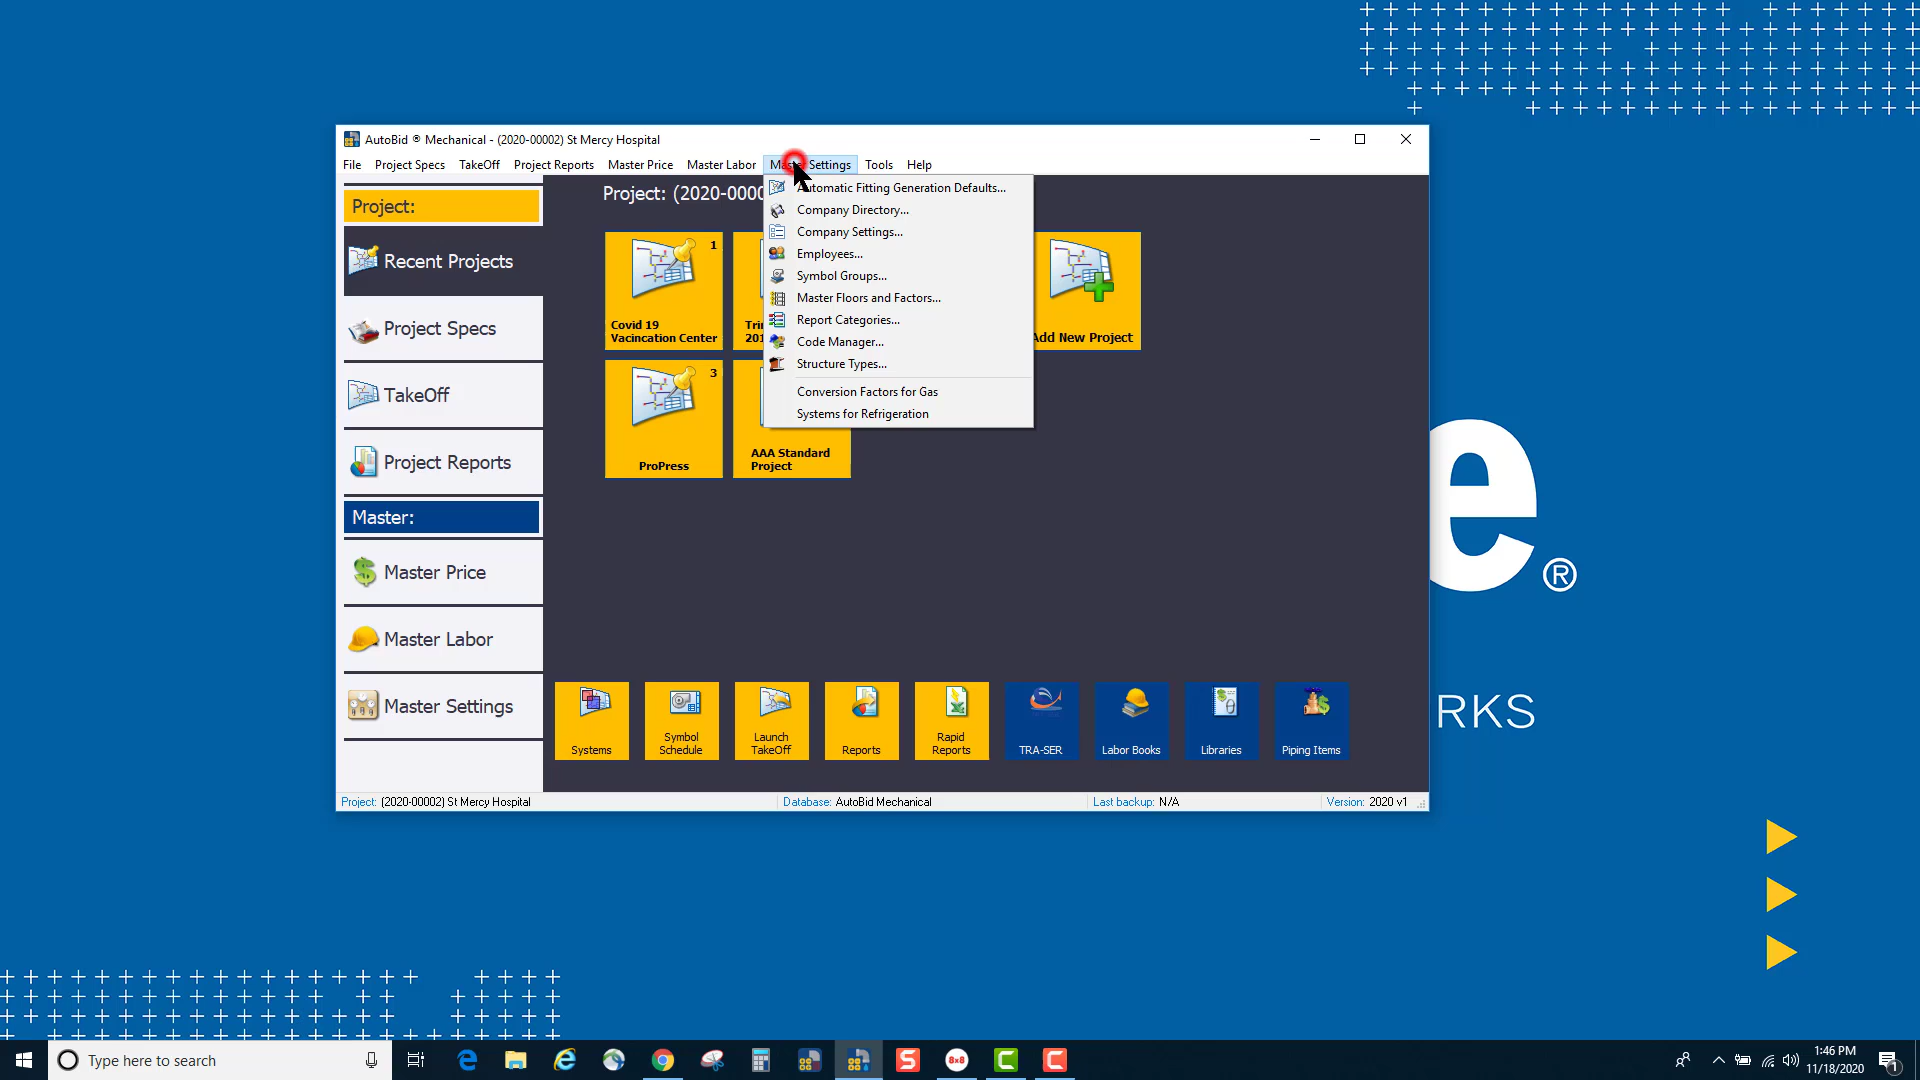 AutoBid ® Mechanical - (2020-00002) St Mercy Hospital
File Project Specs TakeOff Project Reports Master Price Master Labor Master Settings Tools Help
Project:
Recent Projects
Project Specs
TakeOff
Project Reports
Master:
Master Price
Master Labor
Master Settings
Project: (2020-000
Automatic Fitting Generation Defaults...
Company Directory...
Company Settings...
Employees...
Symbol Groups...
Master Floors and Factors...
Report Categories...
Code Manager...
Structure Types...
Conversion Factors for Gas
Systems for Refrigeration
1
Covid 19
Vacincation Center
Add New Project
3
ProPress
AAA Standard
Project
Systems
Symbol
Schedule
Launch
TakeOff
Reports
Rapid
Reports
TRA-SER
Labor Books
Libraries
Piping Items
Project: (2020-00002) St Mercy Hospital Database: AutoBid Mechanical Last backup: N/A Version: 2020 v1
e®
RKS
Type here to search
8x8
1:46 PM
11/18/2020
1